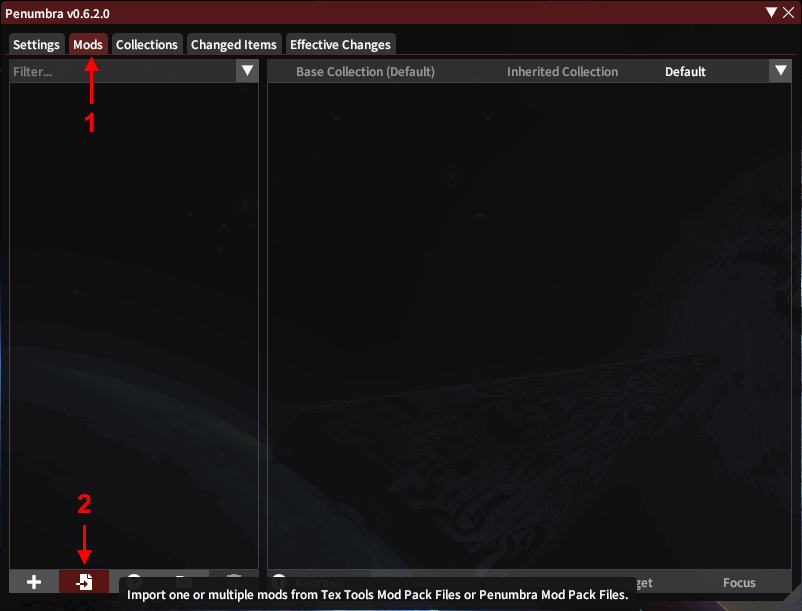 Penumbra v0.6.2.0
Settings Mods Collections Changed Items Effective Changes
Filter... Base Collection (Default) Inherited Collection Default
1
2
Redraw: get Focus
Import one or multiple mods from Tex Tools Mod Pack Files or Penumbra Mod Pack Files.